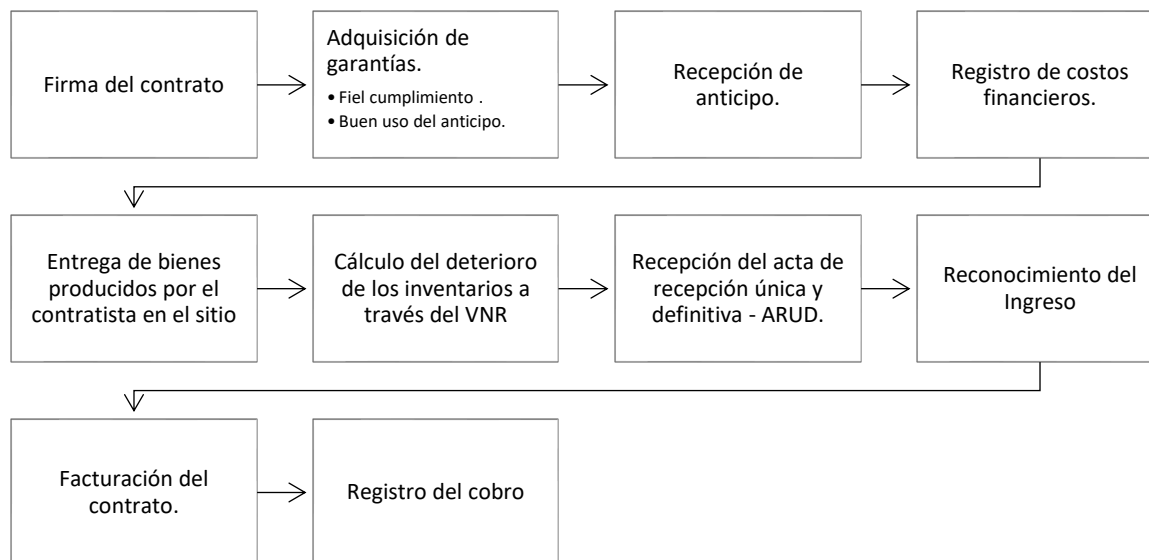 Firma del contrato
Adquisición de
garantías.
• Fiel cumplimiento .
• Buen uso del anticipo.
Recepción de
anticipo.
Registro de costos
financieros.
Entrega de bienes
producidos por el
contratista en el sitio
Cálculo del deterioro
de los inventarios a
través del VNR
Recepción del acta de
recepción única y
definitiva - ARUD.
Reconocimiento del
Ingreso
Facturación del
contrato.
Registro del cobro